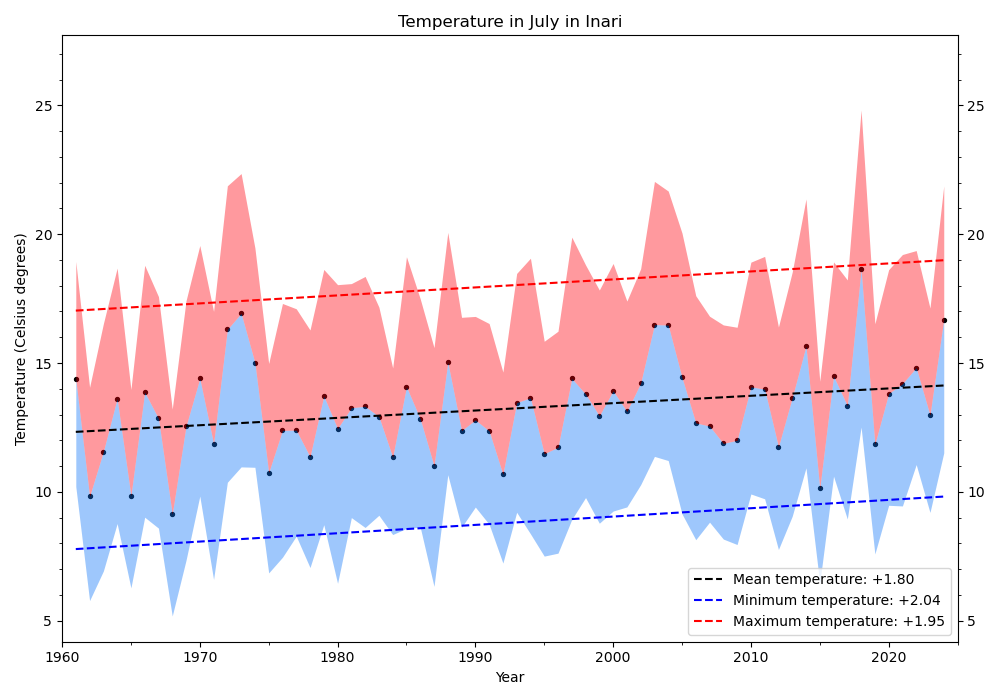 Temperature in July in Inari
Temperature (Celsius degrees)
25
20
15
10
5
25
20
15
10
5
Mean temperature: +1.80
Minimum temperature: +2.04
Maximum temperature: +1.95
1960 1970 1980 1990 2000 2010 2020
Year